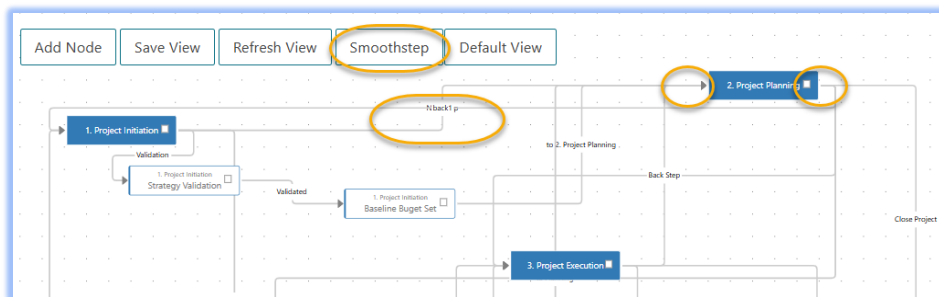 Add Node
Save View
Refresh View
Smoothstep
Default View
2. Project Planning
Nback1 p
1. Project Initiation
to 2. Project Planning
Validation
1. Project Initiation
Strategy Validation
Back Step
Validated
1. Project Initiation
Baseline Buget Set
Close Project
3. Project Execution